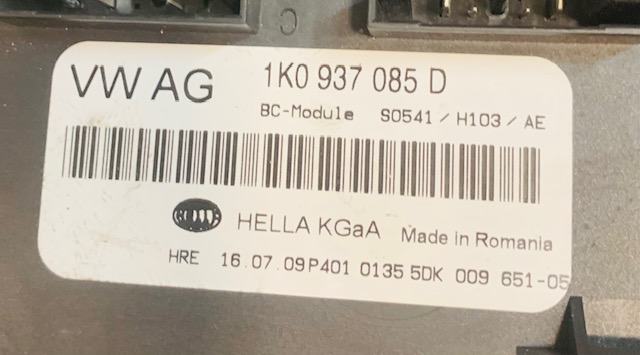 C
VW AG 1K0 937 085 D
BC-Module S0541 / H103 / AE
HELLA HELLA KGaA Made in Romania
HRE 16.07.09P401 0135 5DK 009 651-05